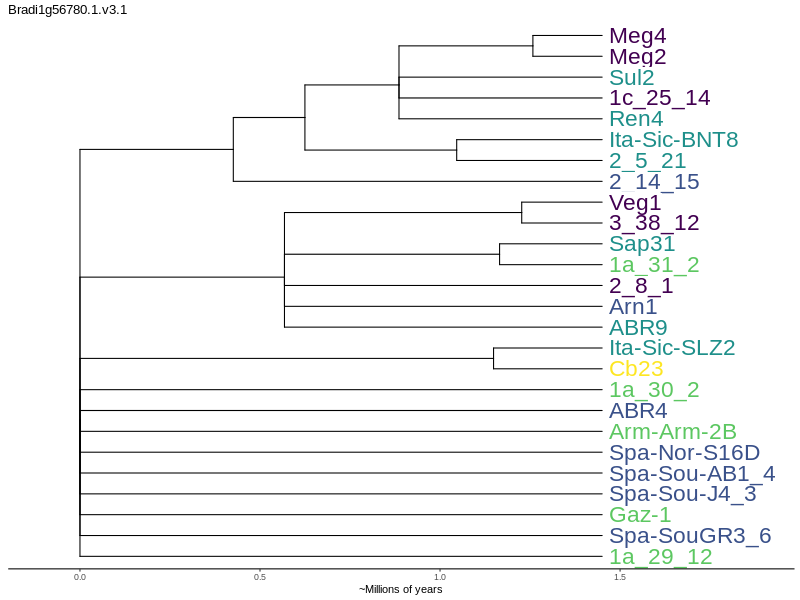 Bradi1g56780.1.v3.1
Meg4
Meg2
Sul2
1c_25_14
Ren4
Ita-Sic-BNT8
2_5_21
2_14_15
Veg1
3_38_12
Sap31
1a_31_2
2_8_1
Arn1
ABR9
Ita-Sic-SLZ2
Cb23
1a_30_2
ABR4
Arm-Arm-2B
Spa-Nor-S16D
Spa-Sou-AB1_4
Spa-Sou-J4_3
Gaz-1
Spa-SouGR3_6
1a_29_12
0.0 0.5 1.0 1.5
~Millions of years